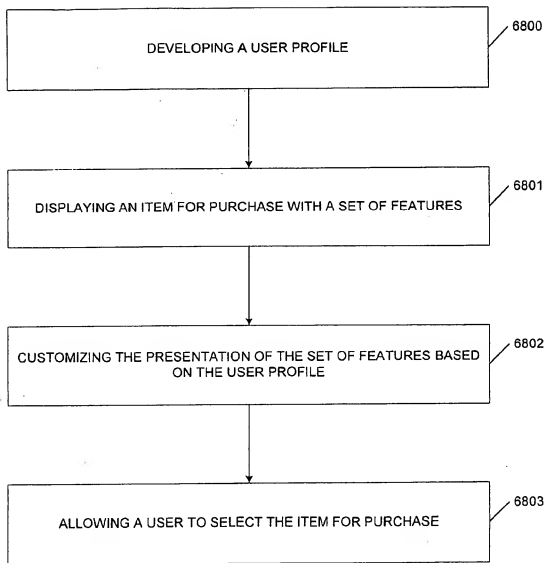 6800
DEVELOPING A USER PROFILE
6801
DISPLAYING AN ITEM FOR PURCHASE WITH A SET OF FEATURES
6802
CUSTOMIZING THE PRESENTATION OF THE SET OF FEATURES BASED
ON THE USER PROFILE
6803
ALLOWING A USER TO SELECT THE ITEM FOR PURCHASE